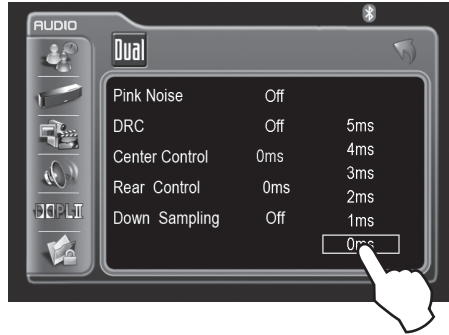 AUDIO
Dual
Pink Noise Off
DRC Off 5ms
Center Control 0ms 4ms
3ms
Rear Control 0ms 2ms
Down Sampling Off 1ms
0ms
PLII